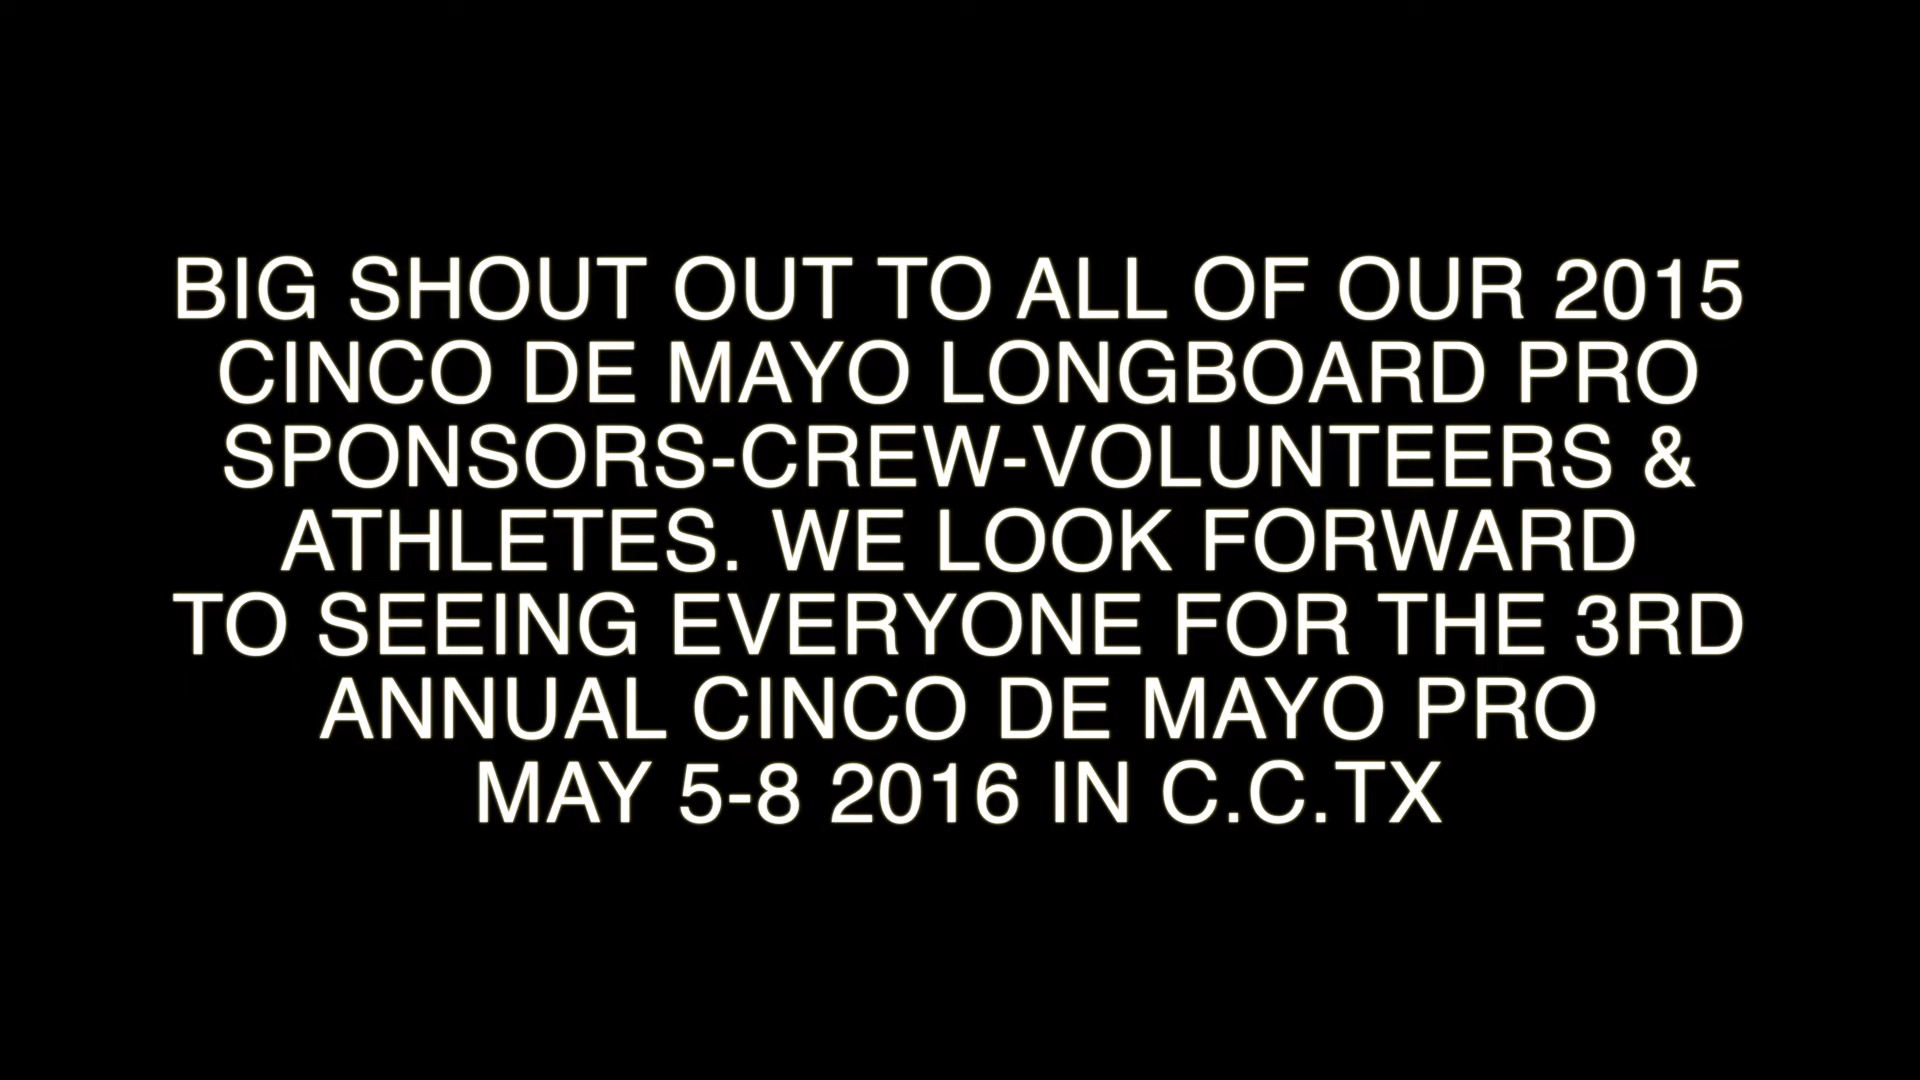 BIG SHOUT OUT TO ALL OF OUR 2015
CINCO DE MAYO LONGBOARD PRO
SPONSORS-CREW-VOLUNTEERS &
ATHLETES. WE LOOK FORWARD
TO SEEING EVERYONE FOR THE 3RD
ANNUAL CINCO DE MAYO PRO
MAY 5-8 2016 IN C.C.TX